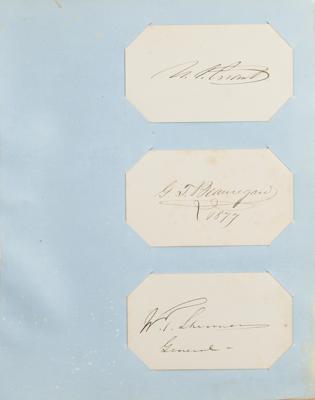 U. S. Grant
G. T. Beauregard
1877
W. T. Sherman
General